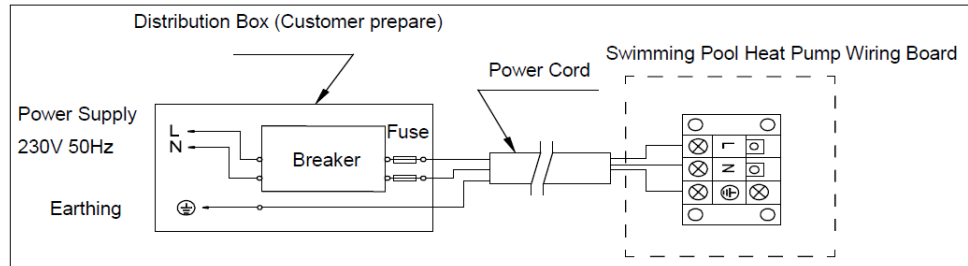 Distribution Box (Customer prepare)
Swimming Pool Heat Pump Wiring Board
Power Cord
Power Supply
230V 50Hz
L
N
Fuse
Breaker
Earthing
L
N